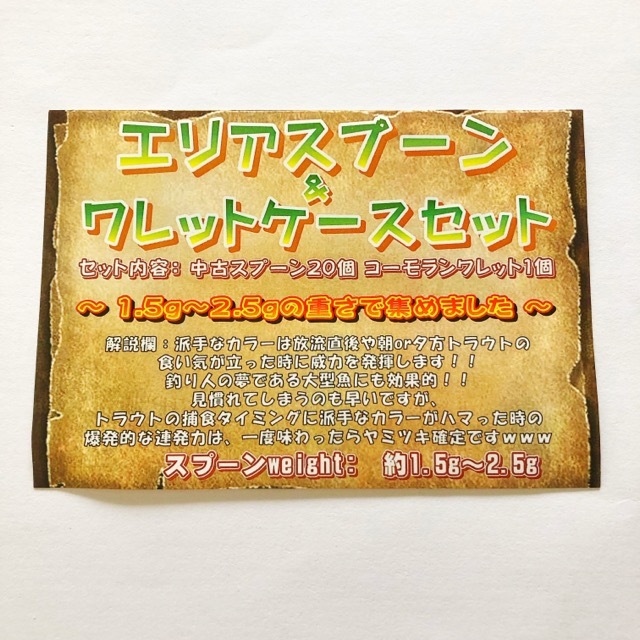 エリアスプーン
&
ワレットケースセット
セット内容：中古スプーン20個 コーモランワレット1個
～ 1.5g～2.5gの重さで集めました ～
解説欄：派手なカラーは放流直後や朝or夕方トラウトの
食い気が立った時に威力を発揮します！！
釣り人の夢である大型魚にも効果的！！
見慣れてしまうのも早いですが、
トラウトの捕食タイミングに派手なカラーがハマった時の
爆発的な連発力は、一度味わったらヤミツキ確定ですwww
スプーンweight： 約1.5g～2.5g